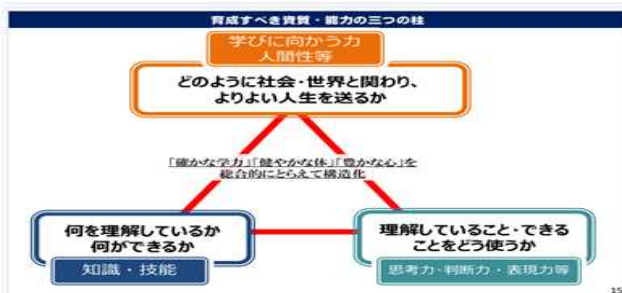 育成すべき資質・能力の三つの柱
学びに向かう力
人間性等
どのように社会・世界と関わり、
よりよい人生を送るか
「確かな学力」「健やかな体」「豊かな心」を
総合的にとらえて構造化
何を理解しているか
何ができるか
知識・技能
理解していること・できる
ことをどう使うか
思考力・判断力・表現力等
15